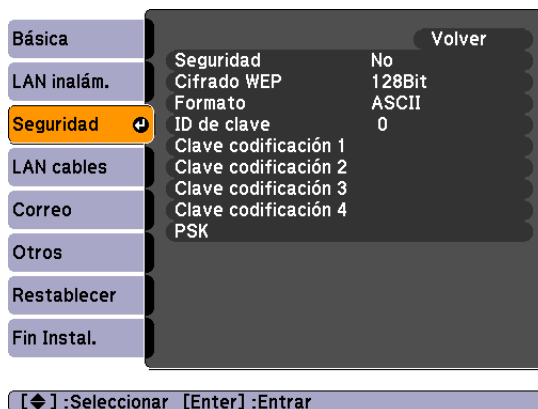 Básica
LAN inalám.
Seguridad
LAN cables
Correo
Otros
Restablecer
Fin Instal.
Volver
Seguridad No
Cifrado WEP 128Bit
Formato ASCII
ID de clave 0
Clave codificación 1
Clave codificación 2
Clave codificación 3
Clave codificación 4
PSK
[◆] :Seleccionar [Enter] :Entrar